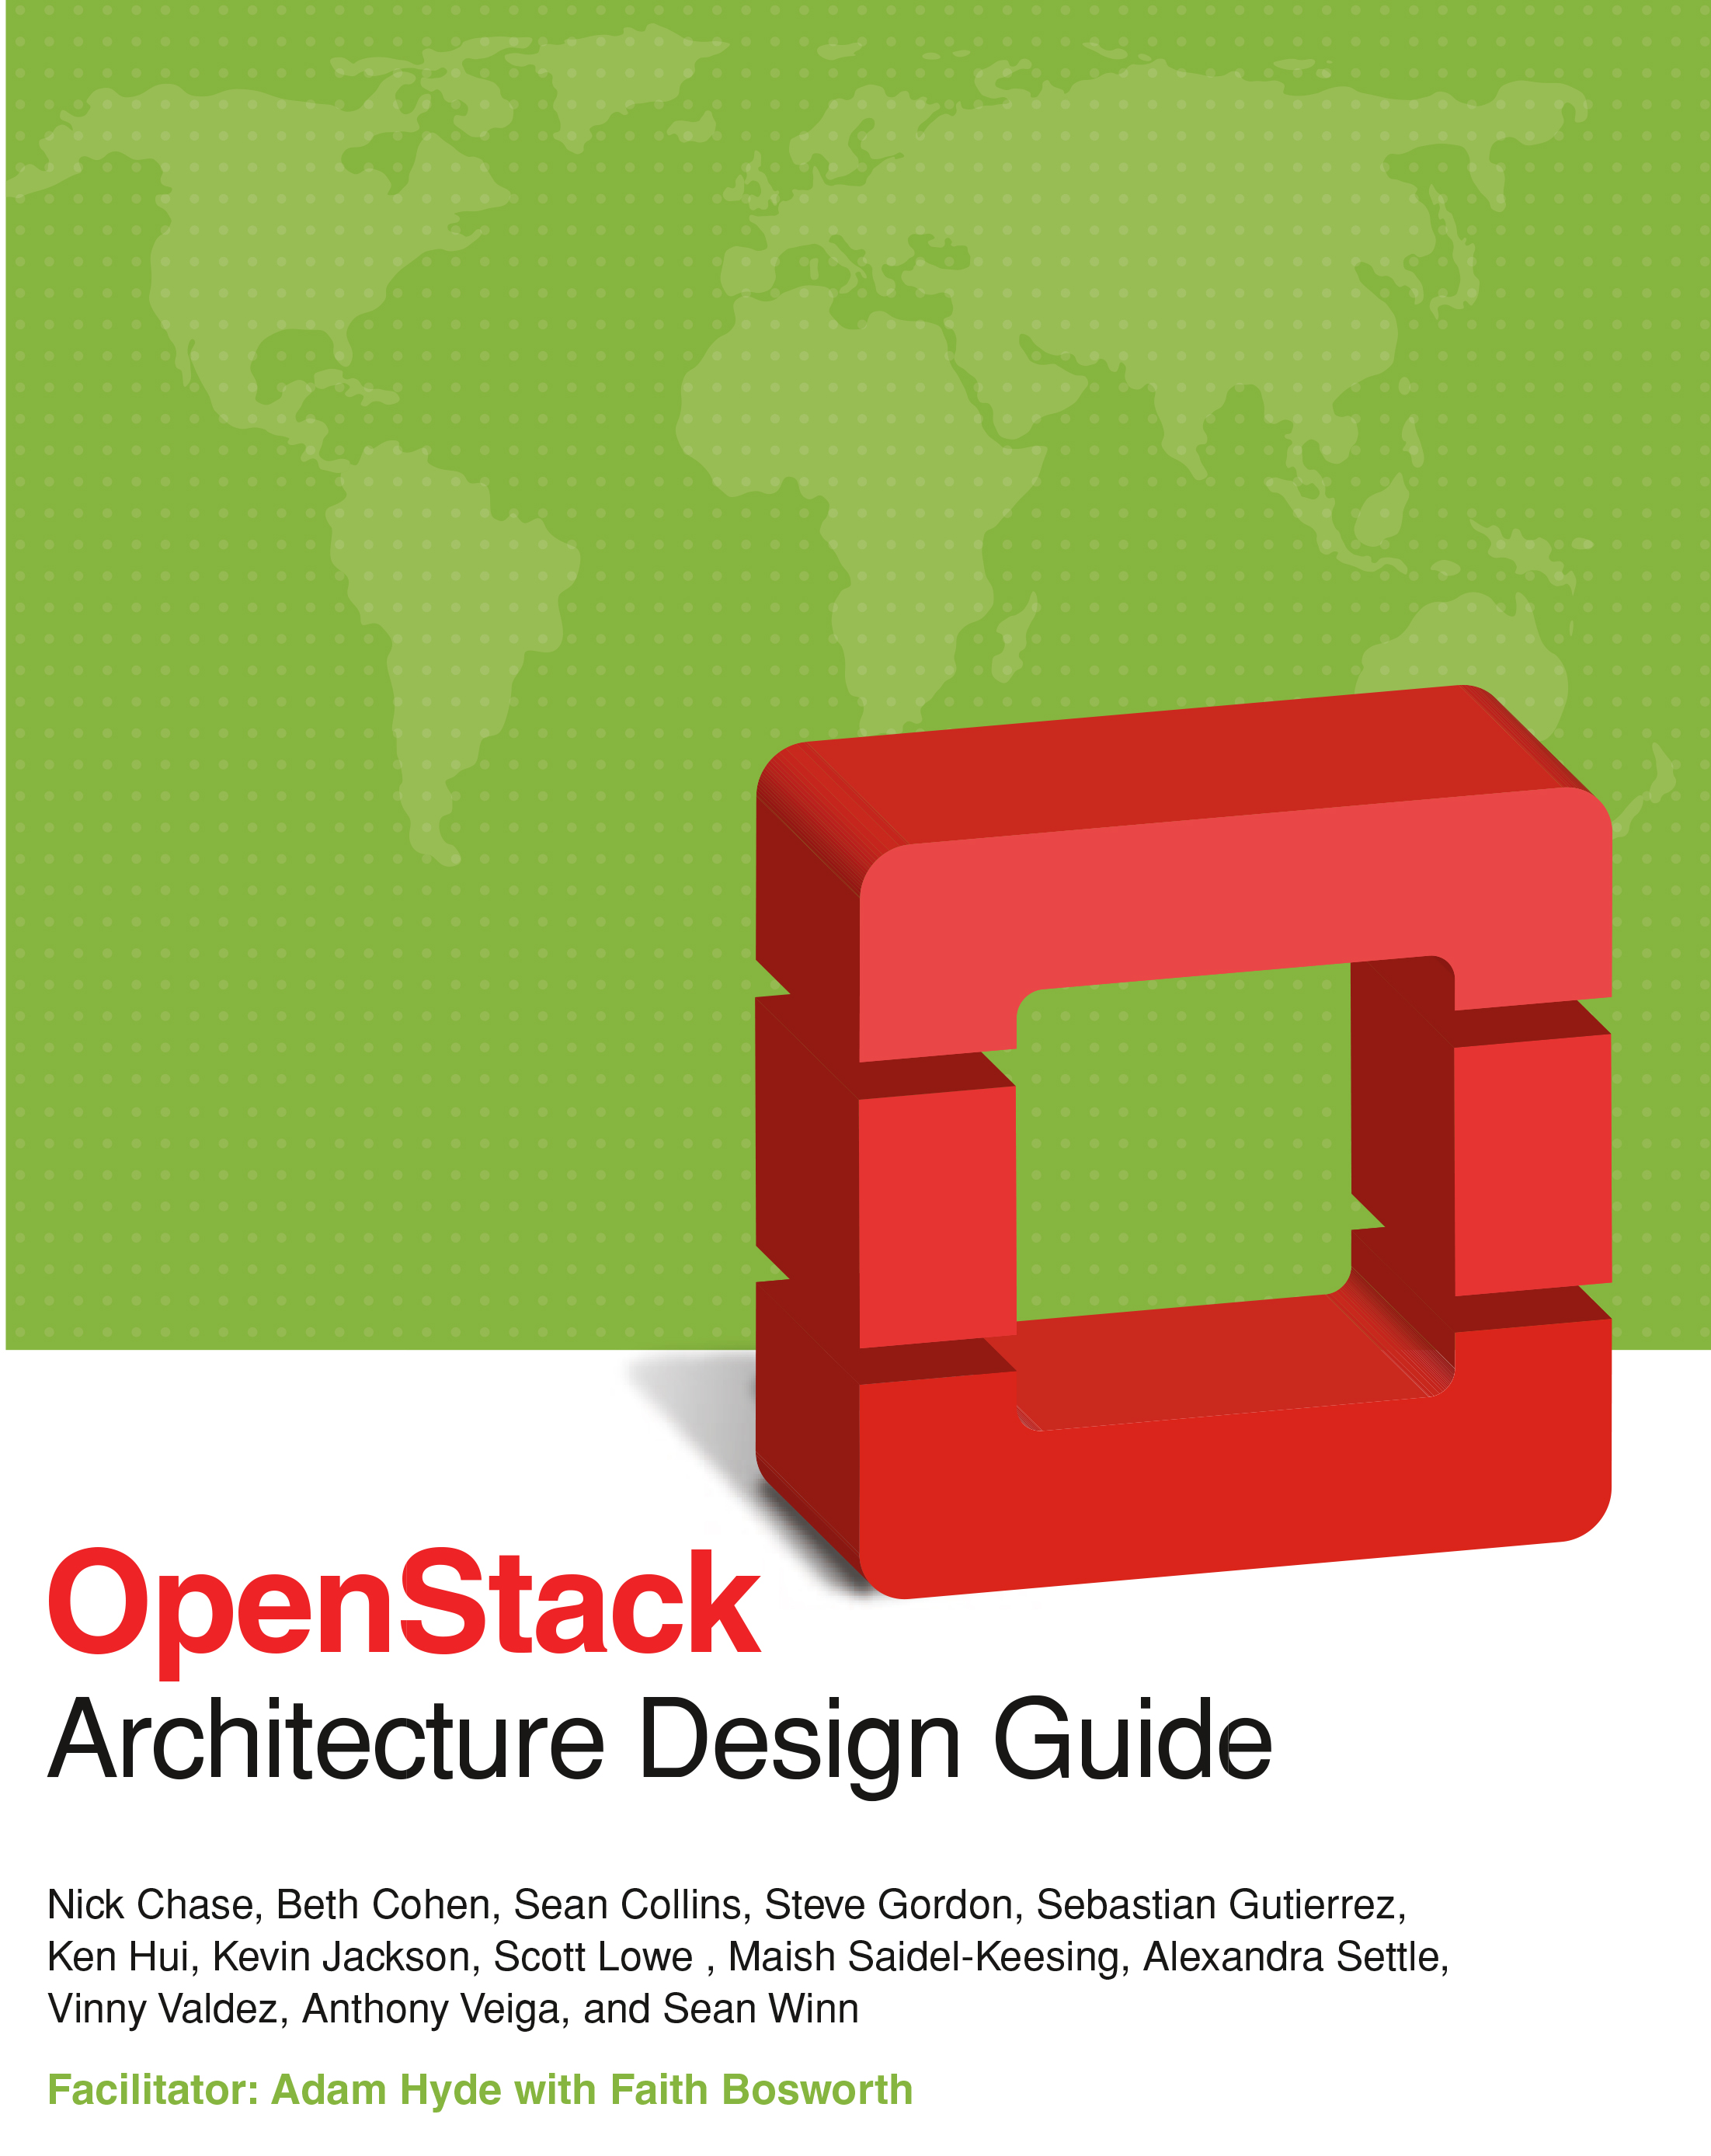 OpenStack
Architecture Design Guide
Nick Chase, Beth Cohen, Sean Collins, Steve Gordon, Sebastian Gutierrez,
Ken Hui, Kevin Jackson, Scott Lowe , Maish Saidel-Keesing, Alexandra Settle,
Vinny Valdez, Anthony Veiga, and Sean Winn
Facilitator: Adam Hyde with Faith Bosworth